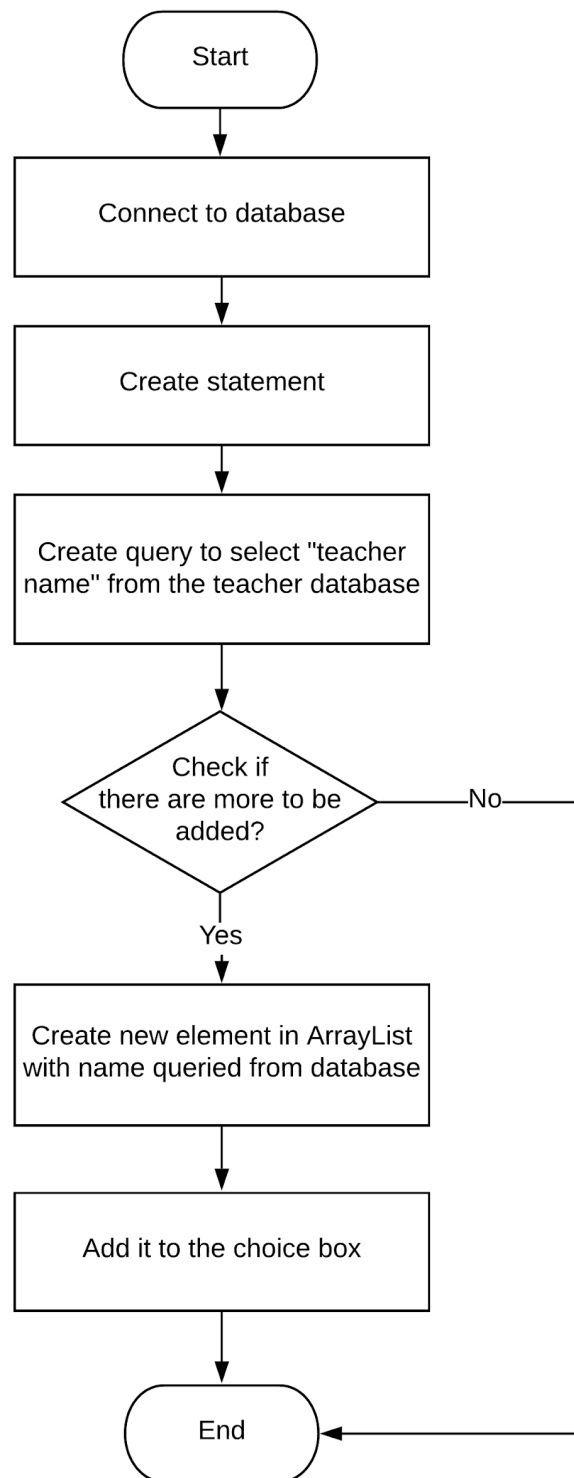 Start
Connect to database
Create statement
Create query to select "teacher
name" from the teacher database
Check if
there are more to be
added?
No
Yes
Create new element in ArrayList
with name queried from database
Add it to the choice box
End